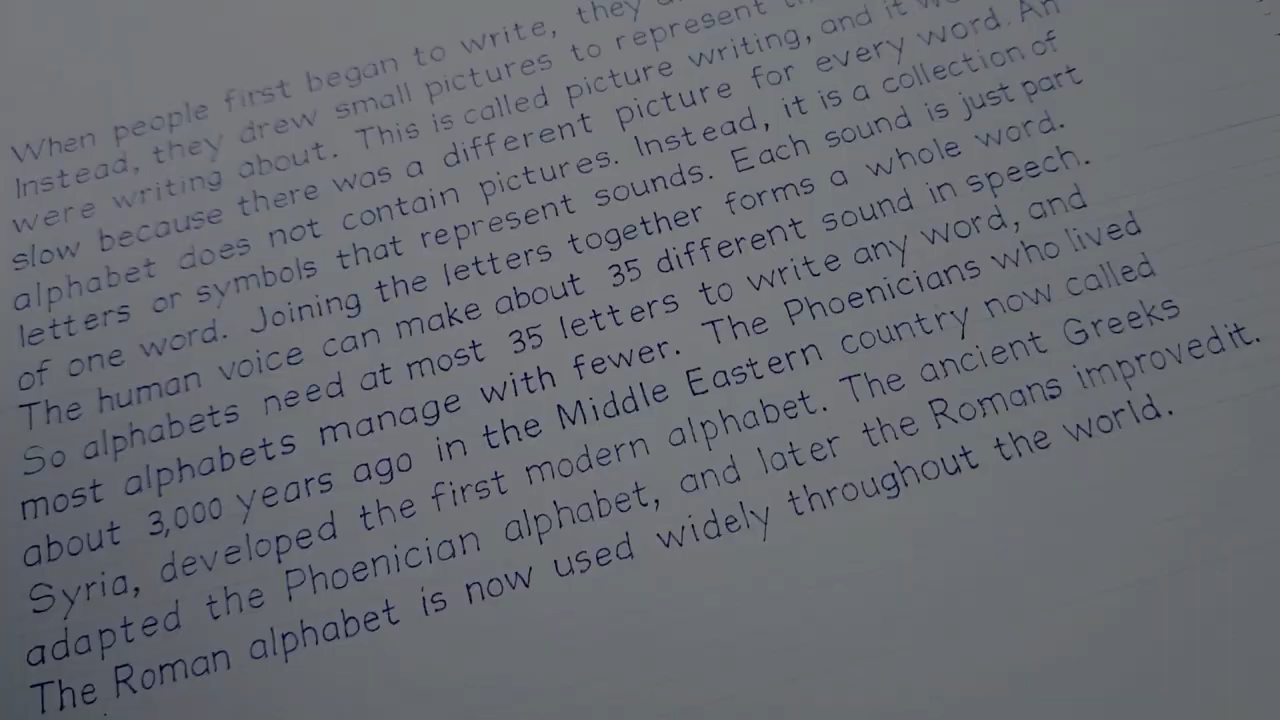 When people first began to write, they
Instead, they drew small pictures to represent
were writing about. This is called picture writing, and it
slow because there was a different picture for every word. An
alphabet does not contain pictures. Instead, it is a collection of
letters or symbols that represent sounds. Each sound is just part
of one word. Joining the letters together forms a whole word.
The human voice can make about 35 different sound in speech.
So alphabets need at most 35 letters to write any word, and
most alphabets manage with fewer. The Phoenicians who lived
about 3,000 years ago in the Middle Eastern country now called
Syria, developed the first modern alphabet. The ancient Greeks
adapted the Phoenician alphabet, and later the Romans improved it.
The Roman alphabet is now used widely throughout the world.